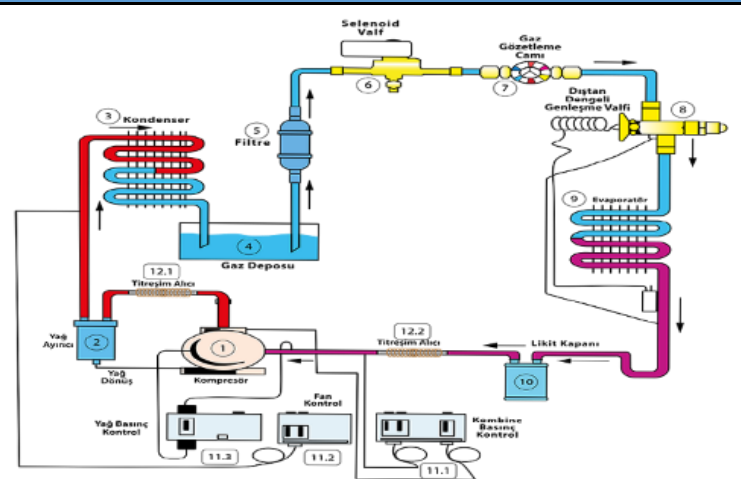 Selenoid
Valf
6
Gaz
Gözetleme
Camı
7
Dıştan
Dengeli
Genleşme Valfi
8
3
Kondenser
5
Filtre
4
Gaz Deposu
9
Evaporatör
12.1
Titreşim Alıcı
Yağ
Ayırıcı
2
Yağ
Dönüş
1
Kompresör
12.2
Titreşim Alıcı
Likit Kapanı
10
Yağ Basınç
Kontrol
11.3
Fan
Kontrol
11.2
Kombine
Basınç
Kontrol
11.1